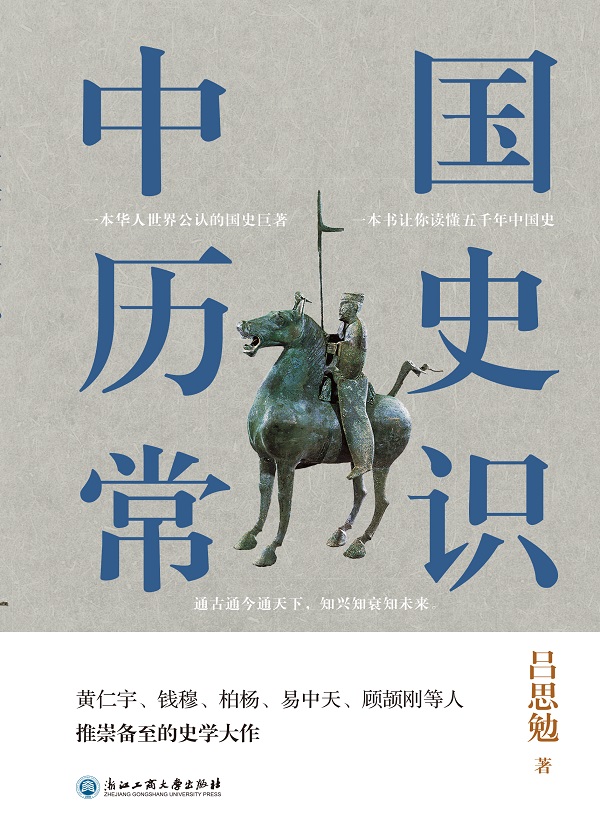 中国
一本华人世界公认的国史巨著
一本书让你读懂五千年中国史
历史
常识
通古通今通天下，知兴知衰知未来
吕思勉 著
黄仁宇、钱穆、柏杨、易中天、顾颉刚等人
推崇备至的史学大作
浙江工商大学出版社
ZHEJIANG GONGSHANG UNIVERSITY PRESS